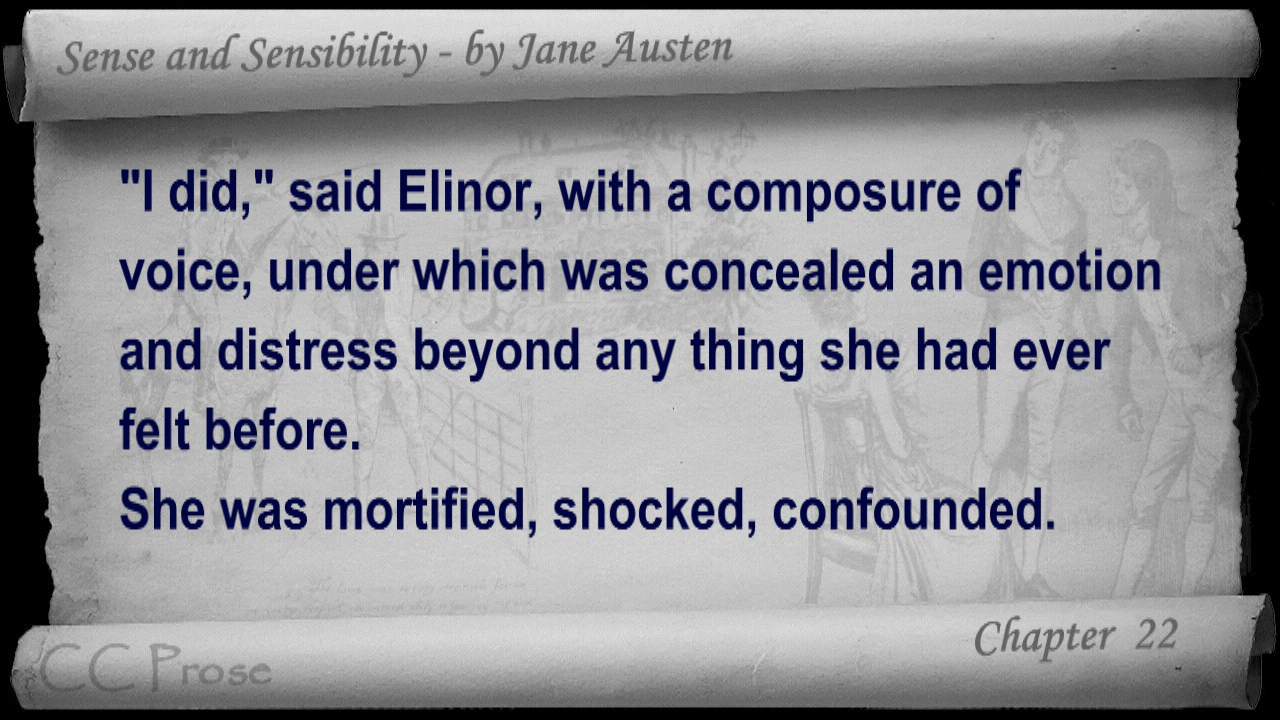 Sense and Sensibility - by Jane Austen
"I did," said Elinor, with a composure of
voice, under which was concealed an emotion
and distress beyond any thing she had ever
felt before.
She was mortified, shocked, confounded.
Chapter 22
CC Prose